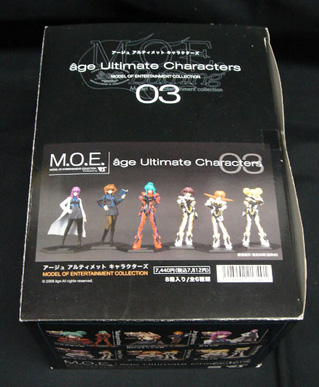 アージュ アルティメット キャラクターズ
M.O.E.
âge Ultimate Characters
MODEL OF ENTERTAINMENT COLLECTION
Model of Entertainment collection
03
M.O.E.
âge Ultimate Characters
03
アージュ アルティメット キャラクターズ
MODEL OF ENTERTAINMENT COLLECTION
7,440円(税込7,812円)
8個入り/全6種類
M.O.E.